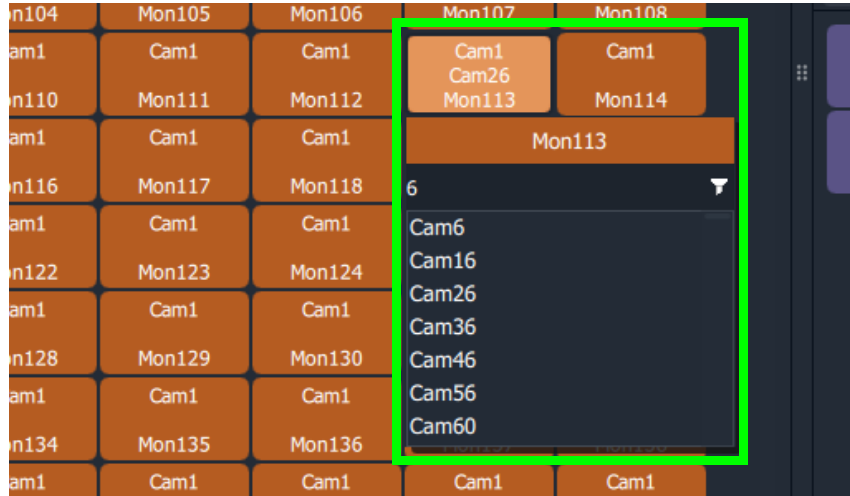 Mon105 Mon106 Mon107 Mon108
Cam1 Cam1 Cam1 Cam1
Cam26
Mon111 Mon112 Mon113 Mon114
Cam1 Cam1 Mon113
Mon117 Mon118 6
Cam1 Cam1 Cam6
Cam16
Mon123 Mon124 Cam26
Cam1 Cam1 Cam36
Mon129 Mon130 Cam46
Cam1 Cam1 Cam56
Cam60
Mon135 Mon136
Cam1 Cam1 Cam1 Cam1